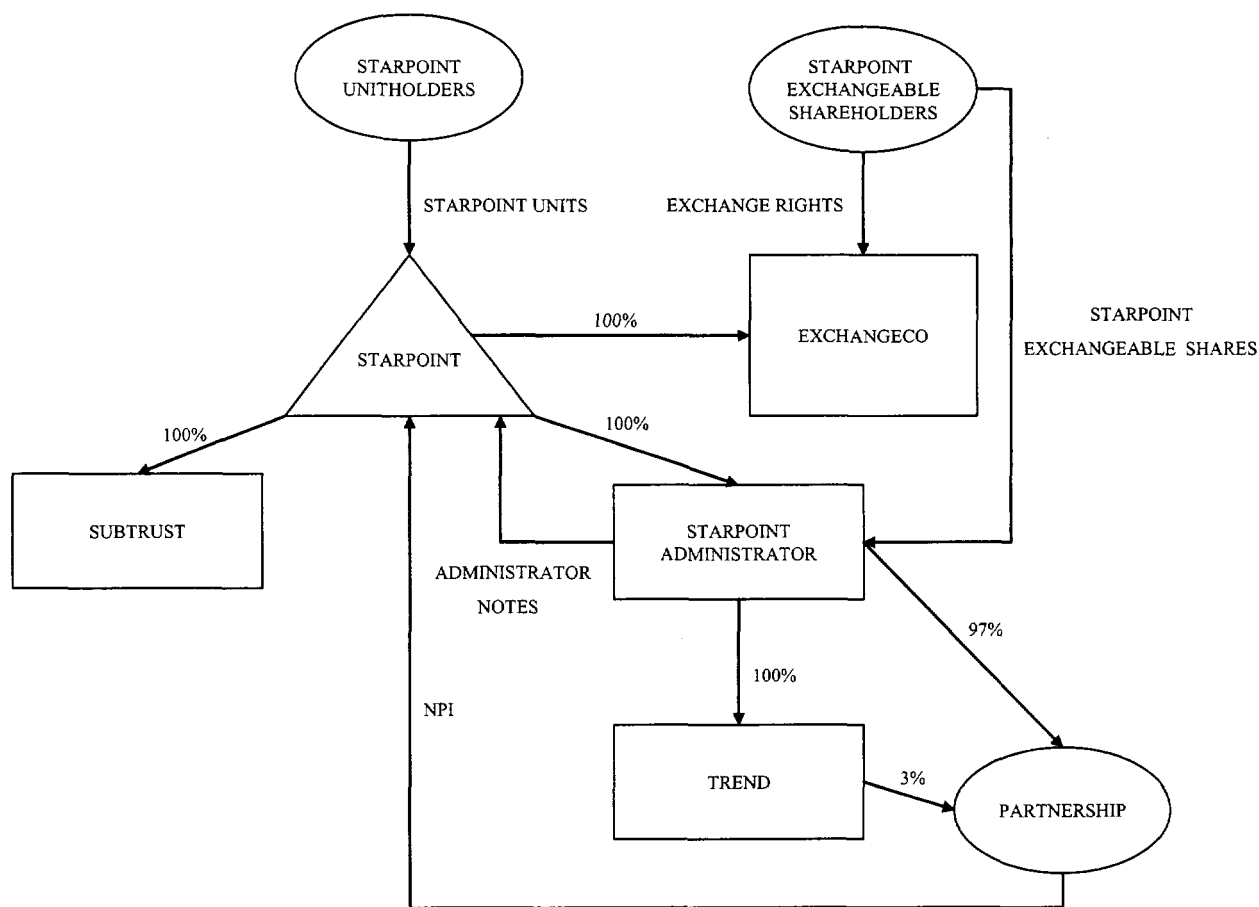 STARPOINT
UNITHOLDERS
STARPOINT
EXCHANGEABLE
SHAREHOLDERS
STARPOINT UNITS
EXCHANGE RIGHTS
100%
EXCHANGECO
STARPOINT
EXCHANGEABLE SHARES
STARPOINT
100%
100%
SUBTRUST
STARPOINT
ADMINISTRATOR
ADMINISTRATOR
NOTES
97%
100%
NPI
TREND
3%
PARTNERSHIP